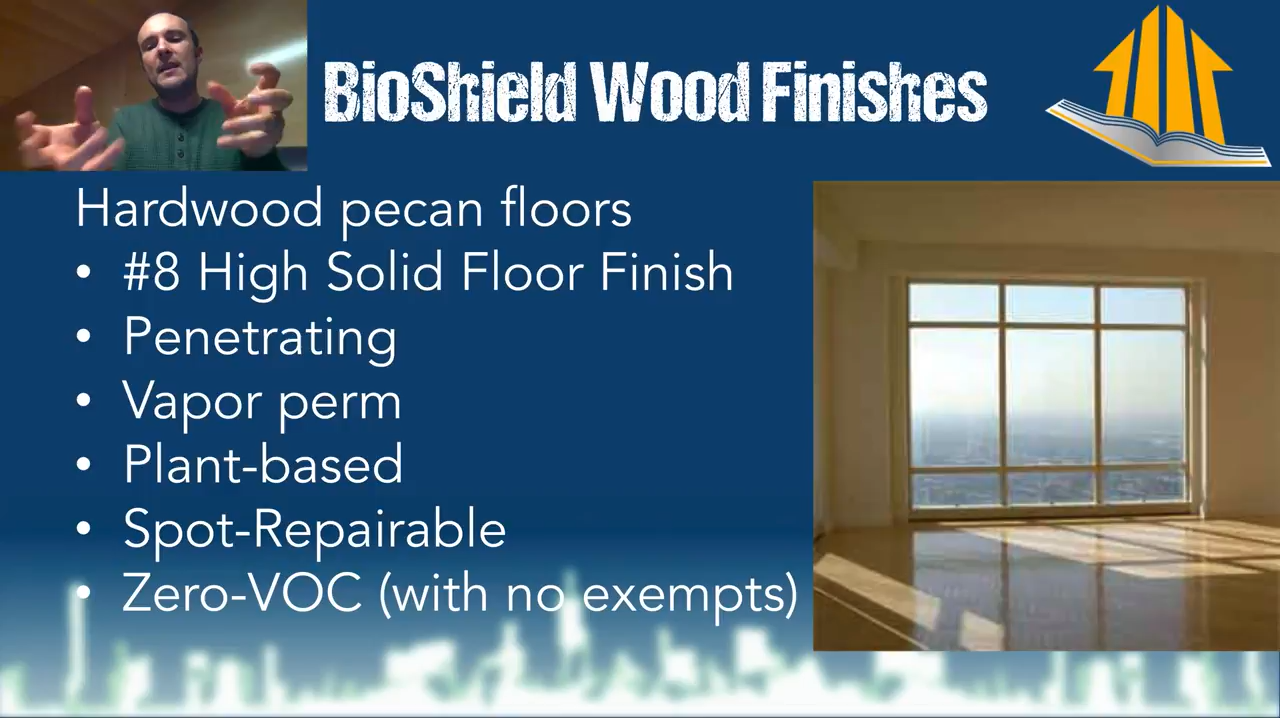 BioShield Wood Finishes
Hardwood pecan floors
• #8 High Solid Floor Finish
• Penetrating
• Vapor perm
• Plant-based
• Spot-Repairable
• Zero-VOC (with no exempts)